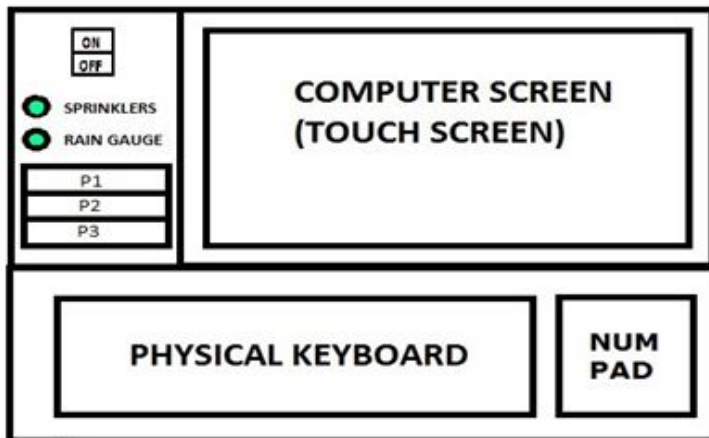 ON
OFF
SPRINKLERS
RAIN GAUGE
P1
P2
P3
COMPUTER SCREEN
(TOUCH SCREEN)
PHYSICAL KEYBOARD
NUM
PAD